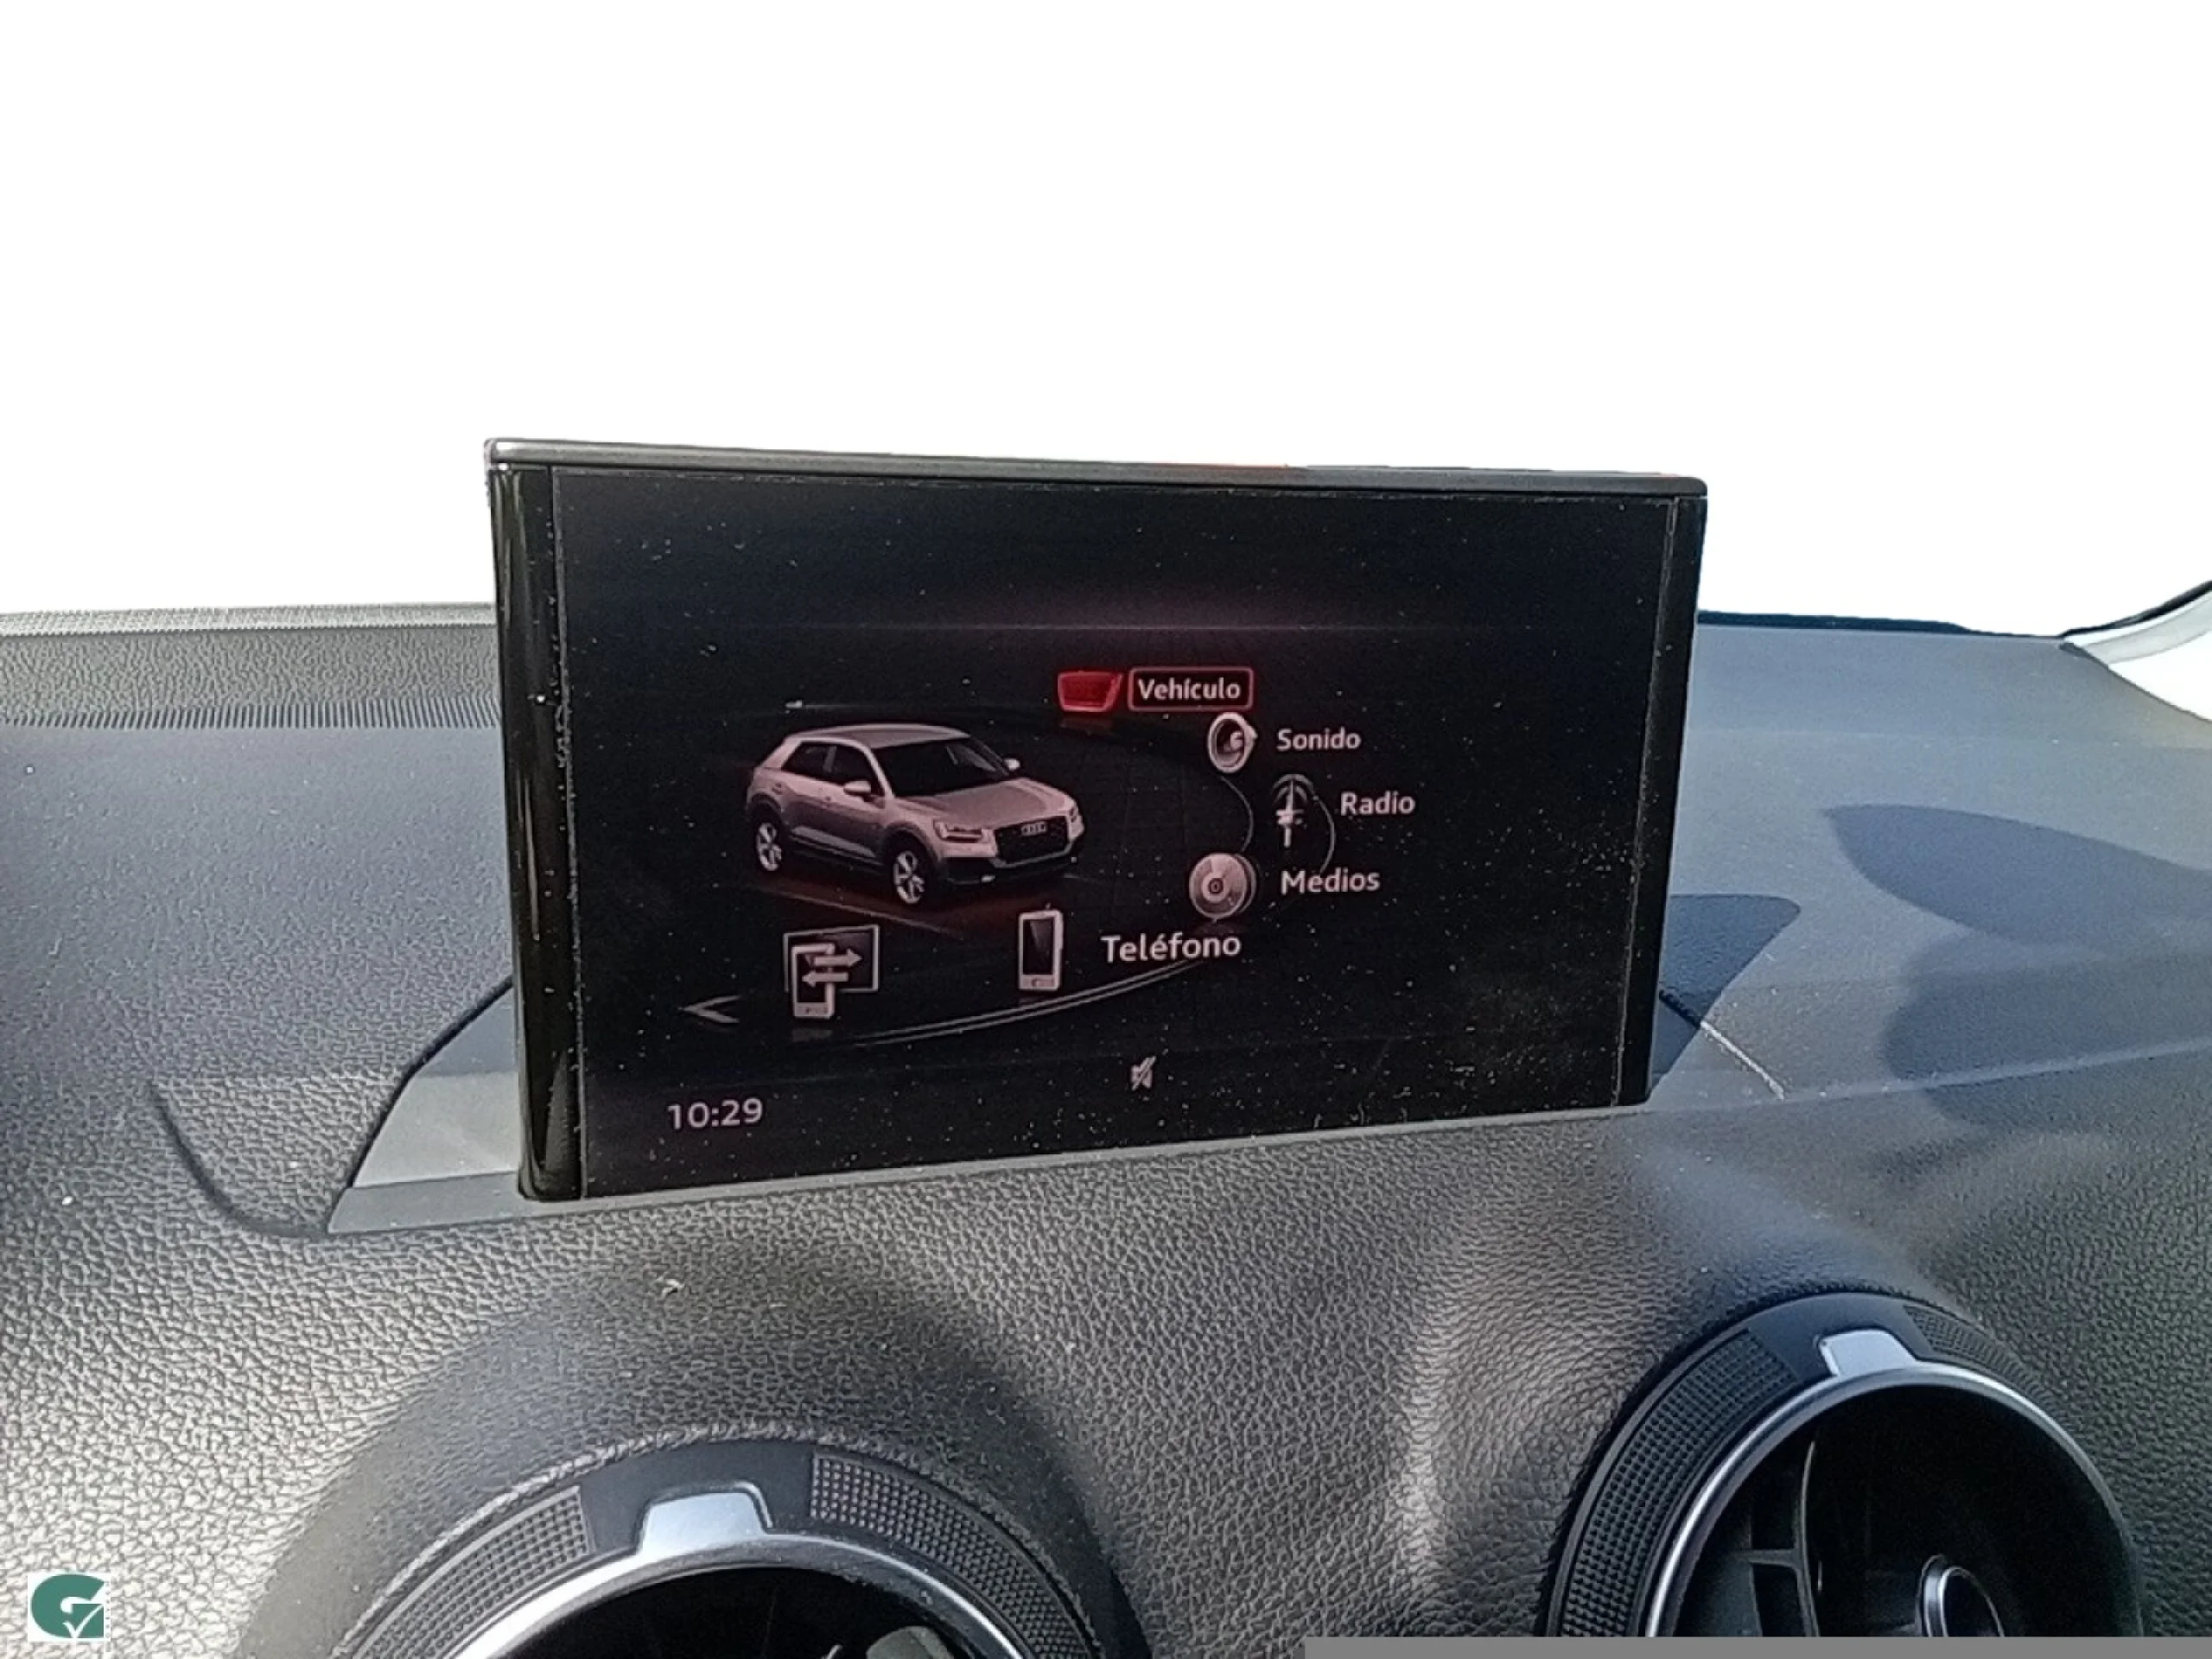 Vehículo
Sonido
Radio
Medios
Teléfono
10:29